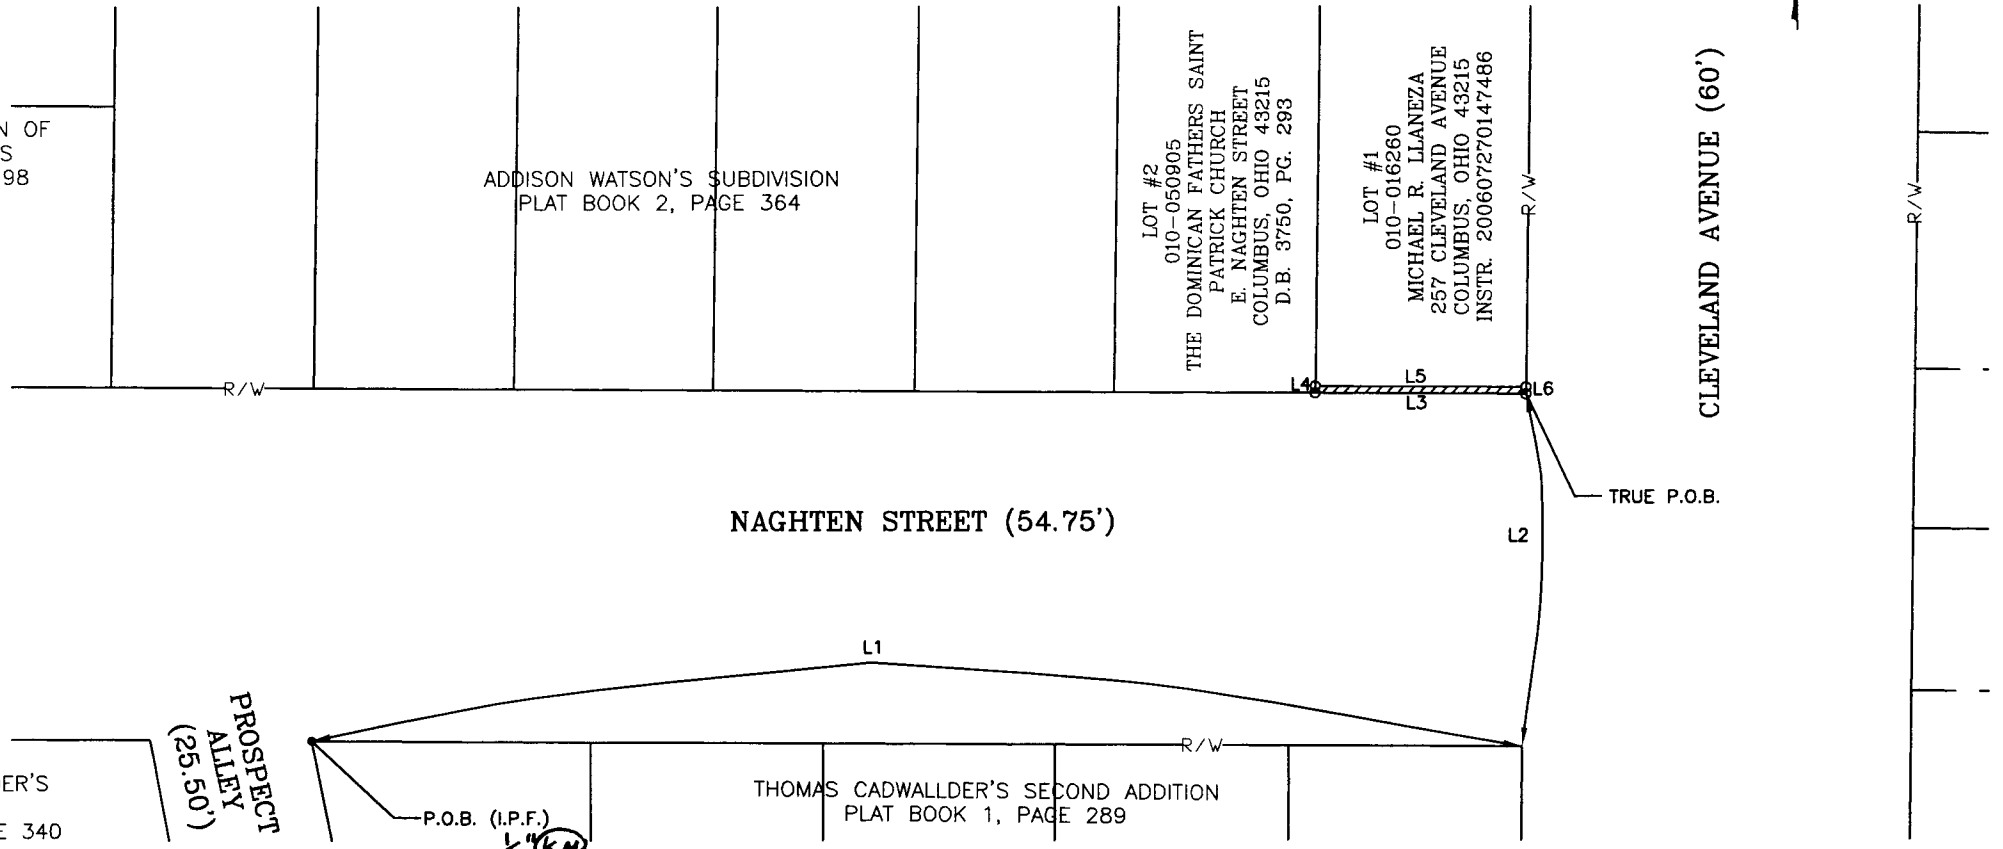 N OF
S
98
ADDISON WATSON'S SUBDIVISION
PLAT BOOK 2, PAGE 364
LOT #2
010-050905
THE DOMINICAN FATHERS SAINT
PATRICK CHURCH
E. NAGHTEN STREET
COLUMBUS, OHIO 43215
D.B. 3750, PG. 293
LOT #1
010-016260
MICHAEL R. LLANEZA
257 CLEVELAND AVENUE
COLUMBUS, OHIO 43215
INSTR. 200607270147486
R/W
CLEVELAND AVENUE (60')
R/W
R/W
L4
L5
L3
L6
TRUE P.O.B.
NAGHTEN STREET (54.75')
L2
L1
PROSPECT
ALLEY
(25.50')
R/W
ER'S
E 340
P.O.B. (I.P.F.)
THOMAS CADWALLDER'S SECOND ADDITION
PLAT BOOK 1, PAGE 289